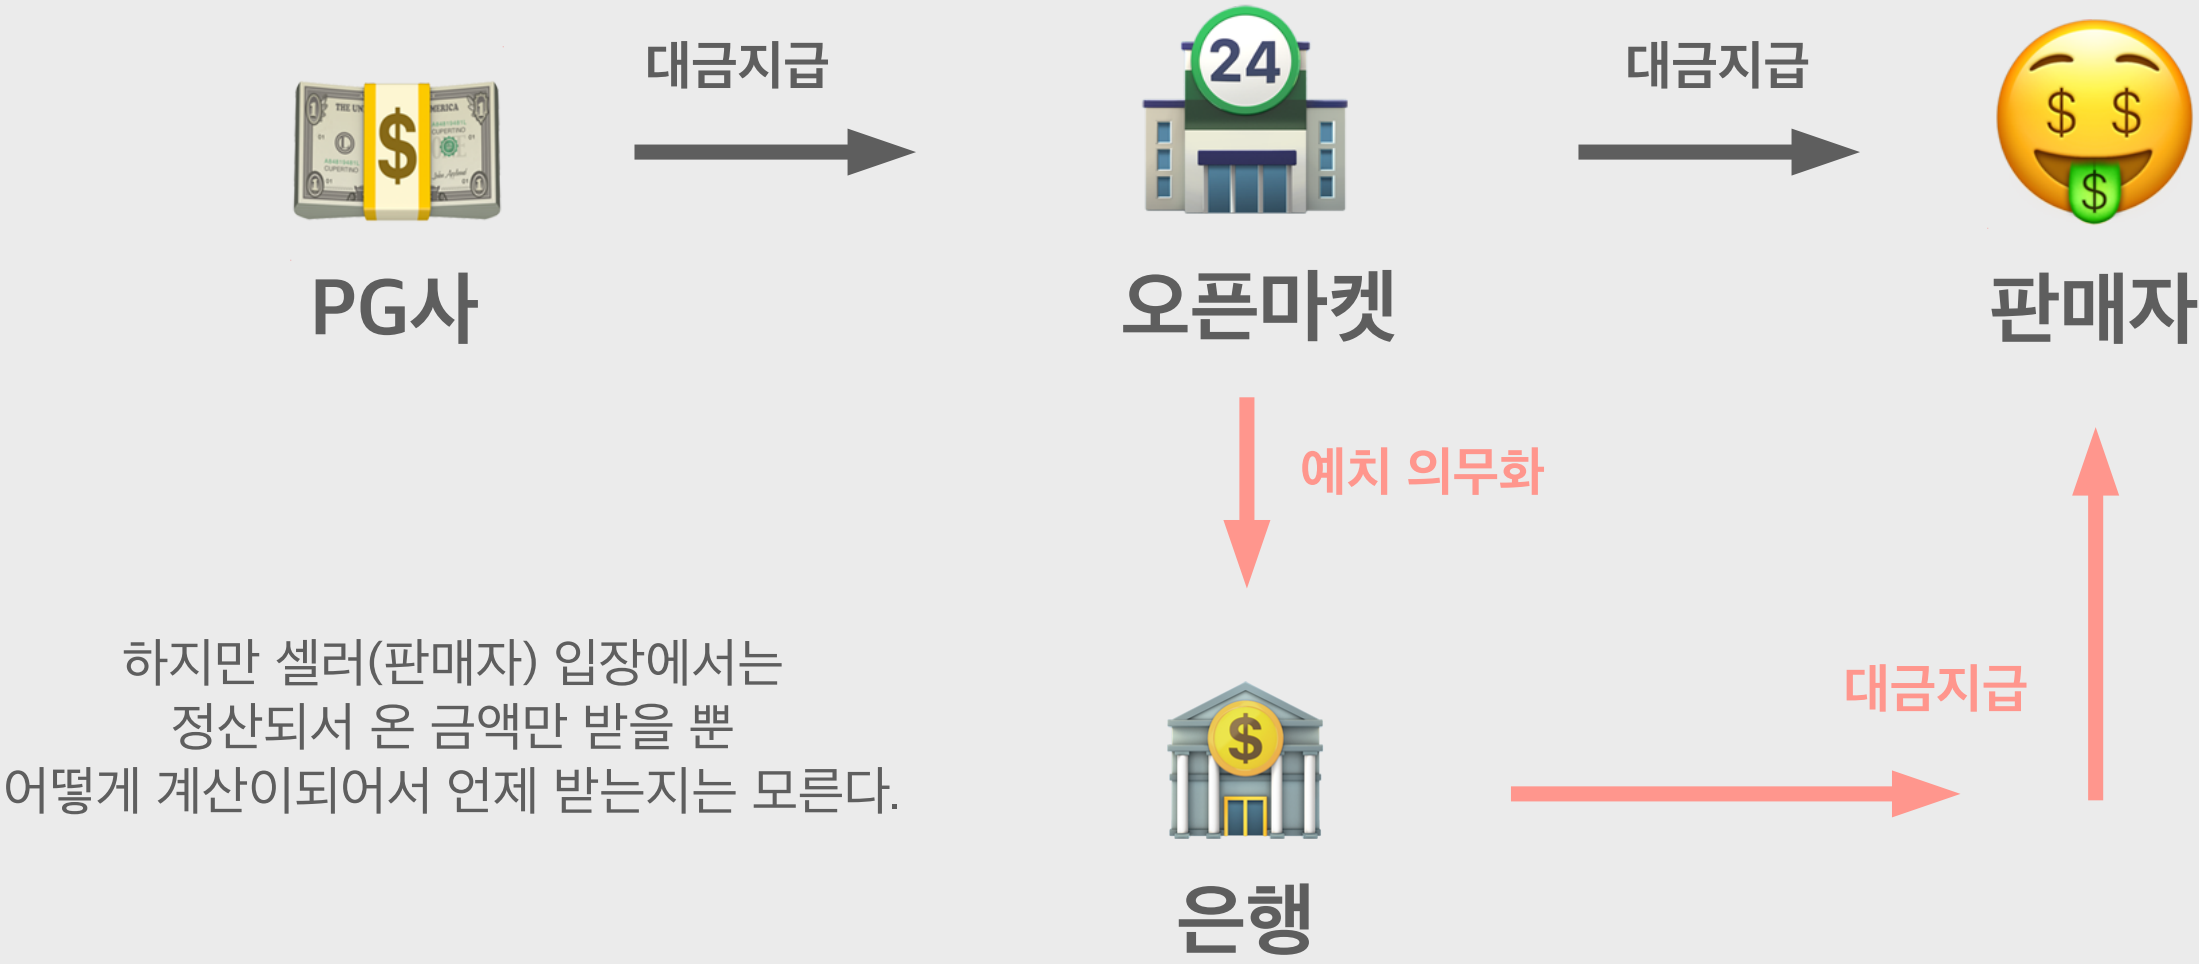 대금지급
대금지급
24
$
$ $
$
PG사
오픈마켓
판매자
예치 의무화
하지만 셀러(판매자) 입장에서는
정산되서 온 금액만 받을 뿐
어떻게 계산이되어서 언제 받는지는 모른다.
대금지급
$
은행